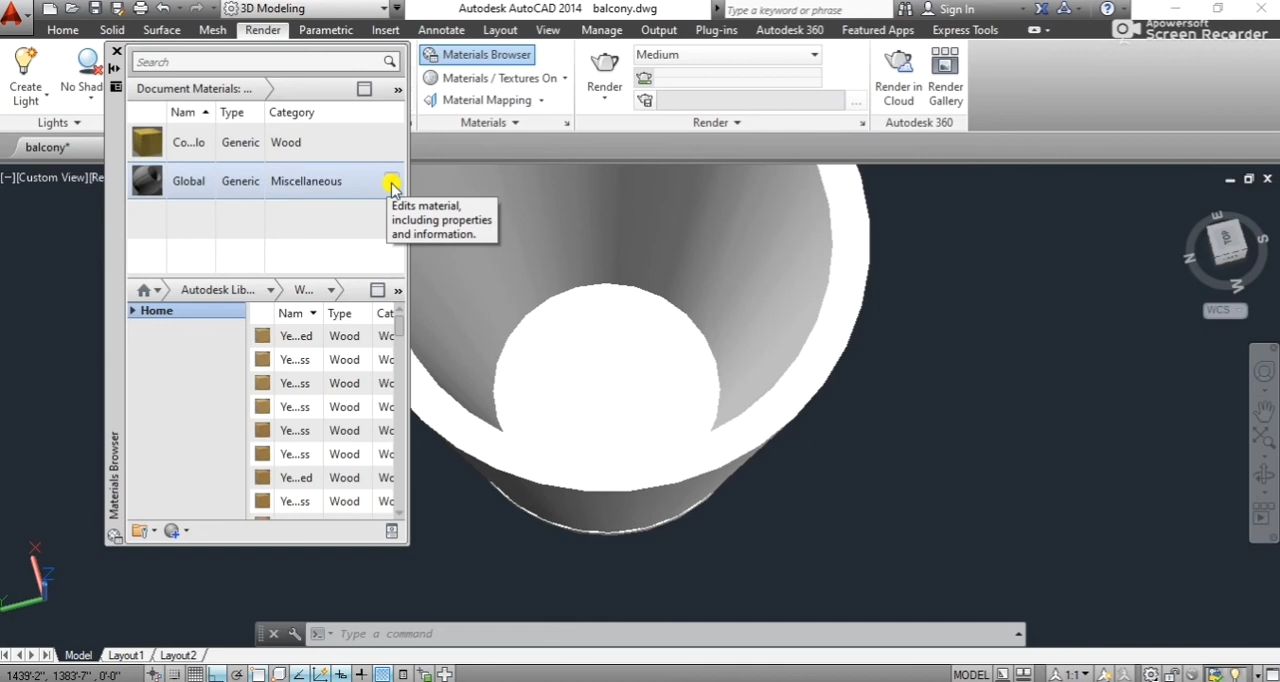 3D Modeling
Autodesk AutoCAD 2014 balcony.dwg
Type a keyword or phrase
Sign In
Apowersoft
Screen Recorder
Home Solid Surface Mesh Render Parametric Insert Annotate Layout View Manage Output Plug-ins Autodesk 360 Featured Apps Express Tools
Create
Light
No Shad
Lights
Search
Document Materials: ...
Nam Type Category
Co...lo Generic Wood
Global Generic Miscellaneous
Edits material,
including properties
and information.
Autodesk Lib... W...
Home
Nam Type Cat
Ye...ed Wood Wc
Ye...ss Wood Wc
Ye...ss Wood Wc
Ye...ss Wood Wc
Ye...ss Wood Wc
Ye...ss Wood Wc
Ye...ed Wood Wc
Ye...ss Wood Wc
Materials Browser
Materials Browser
Materials / Textures On
Material Mapping
Materials
Render
Medium
Render
Render in
Cloud
Render
Gallery
Autodesk 360
balcony*
[−][Custom View][Re
TOP
N
E
S
W
WCS
X
Z
Y
Type a command
Model Layout1 Layout2
1439'-2", 1383'-7", 0'-0"
MODEL
1:1